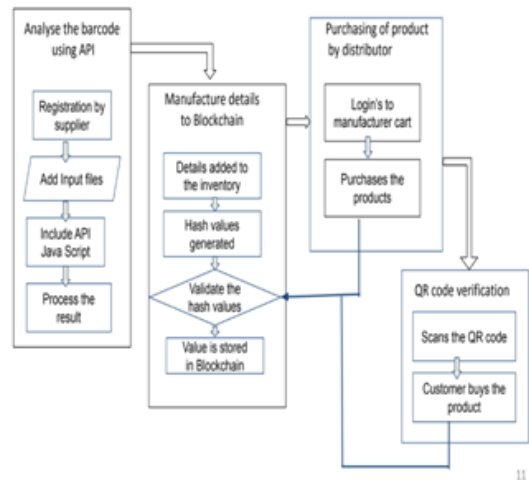 Analyse the barcode
using API
Registration by
supplier
Add Input files
Include API
Java Script
Process the
result
Manufacture details
to Blockchain
Details added to
the inventory
Hash values
generated
Validate the
hash values
Value is stored
in Blockchain
Purchasing of product
by distributor
Login's to
manufacturer cart
Purchases the
products
QR code verification
Scans the QR code
Customer buys the
product
11